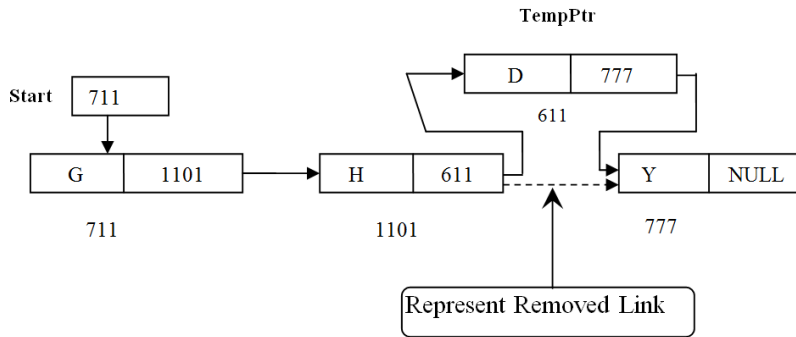 TempPtr
D 777
611
Start
711
G 1101
711
H 611
1101
Y NULL
777
Represent Removed Link